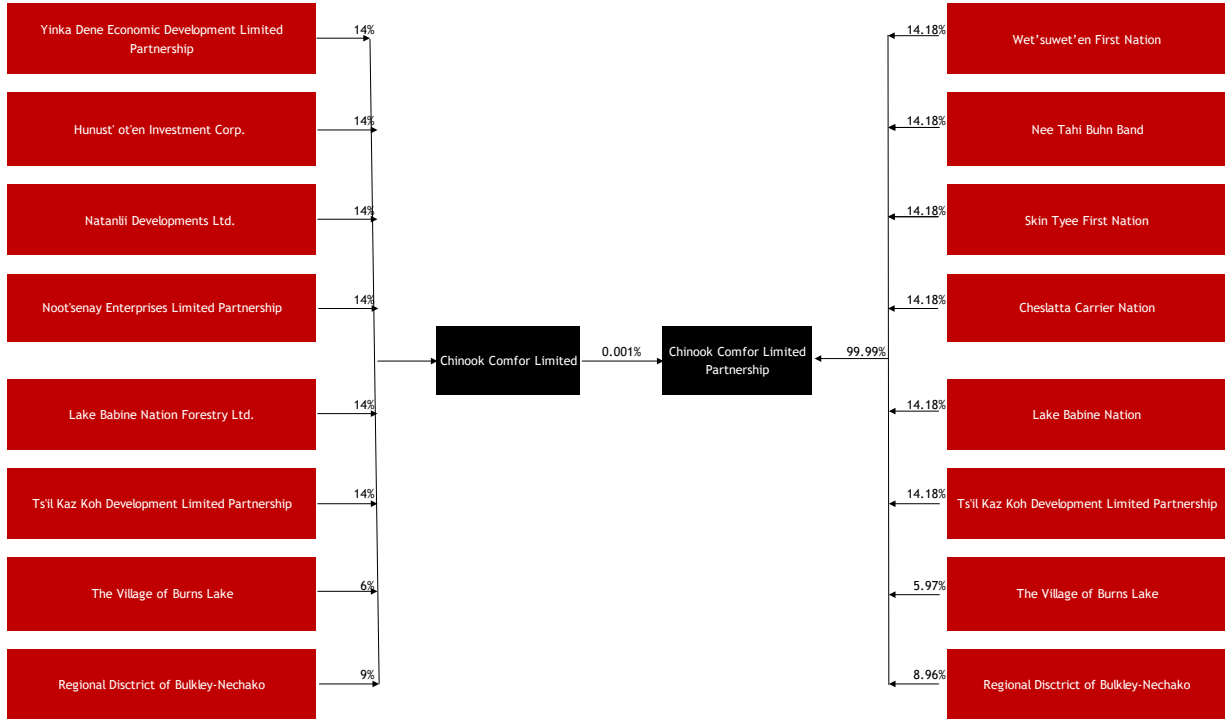 Yinka Dene Economic Development Limited
Partnership
14%
Hunust' ot'en Investment Corp.
14%
Natanlii Developments Ltd.
14%
Noot'senay Enterprises Limited Partnership
14%
Lake Babine Nation Forestry Ltd.
14%
Ts'il Kaz Koh Development Limited Partnership
14%
The Village of Burns Lake
6%
Regional Disctrict of Bulkley-Nechako
9%
Chinook Comfor Limited
0.001%
Chinook Comfor Limited
Partnership
99.99%
14.18%
Wet’suwet’en First Nation
14.18%
Nee Tahi Buhn Band
14.18%
Skin Tyee First Nation
14.18%
Cheslatta Carrier Nation
14.18%
Lake Babine Nation
14.18%
Ts'il Kaz Koh Development Limited Partnership
5.97%
The Village of Burns Lake
8.96%
Regional Disctrict of Bulkley-Nechako